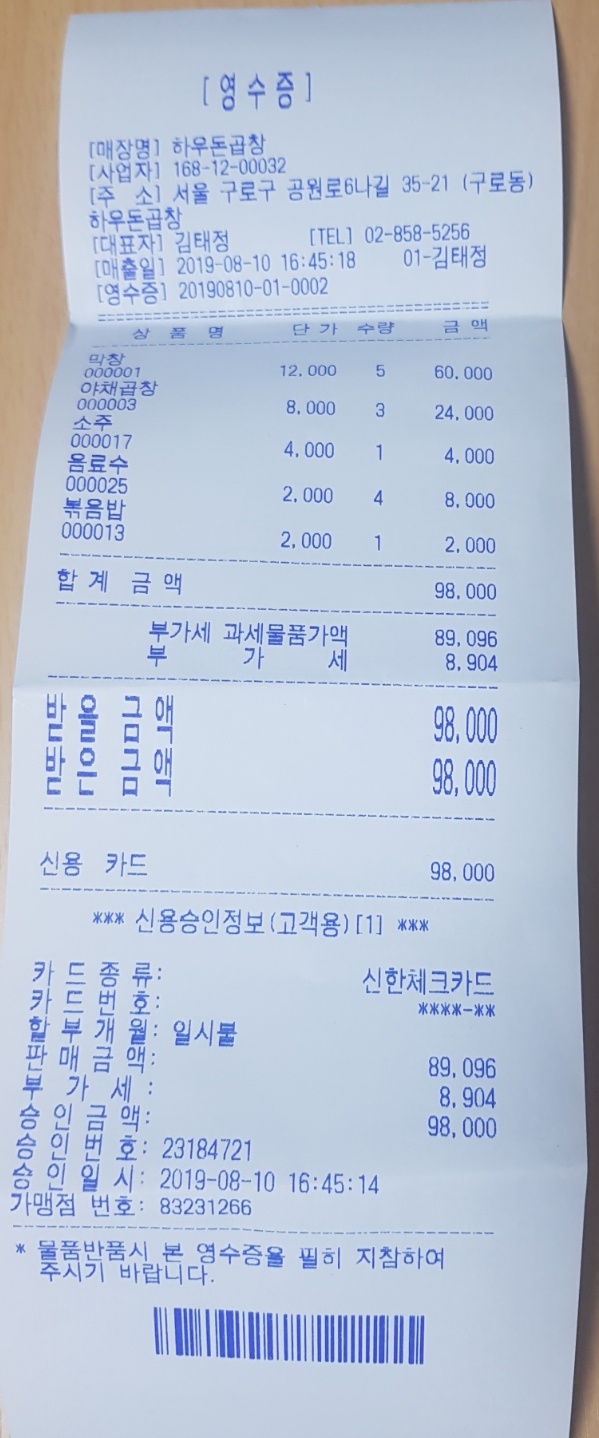 [영수증]
[매장명] 하우돈곱창
[사업자] 168-12-00032
[주 소] 서울 구로구 공원로6나길 35-21 (구로동)
하우돈곱창
[대표자] 김태정 [TEL] 02-858-5256
[매출일] 2019-08-10 16:45:18 01-김태정
[영수증] 20190810-01-0002
상 품 명 단 가 수량 금 액
막창
000001 12,000 5 60,000
야채곱창
000003 8,000 3 24,000
소주
000017 4,000 1 4,000
음료수
000025 2,000 4 8,000
볶음밥
000013 2,000 1 2,000
합 계 금 액 98,000
부가세 과세물품가액 89,096
부 가 세 8,904
받 을 금 액 98,000
받 은 금 액 98,000
신용 카드 98,000
*** 신용승인정보(고객용)[1] ***
카 드 종 류: 신한체크카드
카 드 번 호: ****-**
할 부 개 월: 일시불
판 매 금 액: 89,096
부 가 세 : 8,904
승 인 금 액: 98,000
승 인 번 호: 23184721
승 인 일 시: 2019-08-10 16:45:14
가맹점 번호: 83231266
* 물품반품시 본 영수증을 필히 지참하여
주시기 바랍니다.